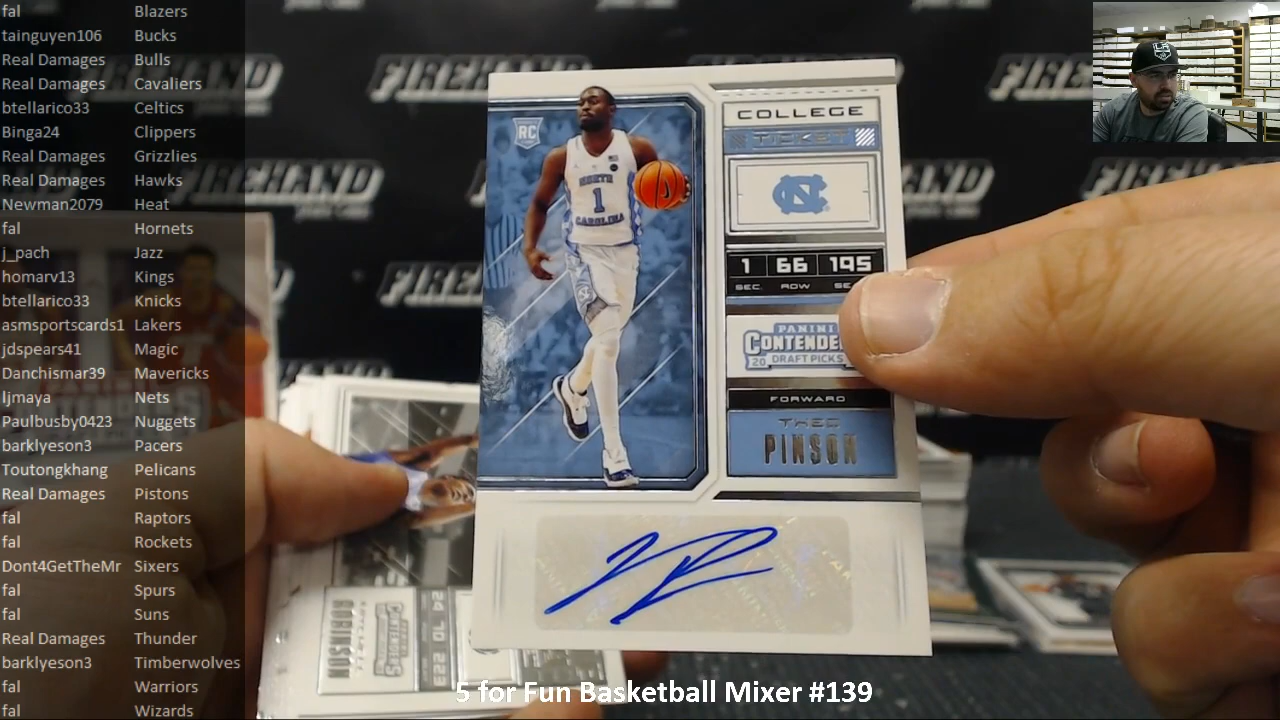 fal Blazers
tainguyen106 Bucks
Real Damages Bulls
Real Damages Cavaliers
btellarico33 Celtics
Binga24 Clippers
Real Damages Grizzlies
Real Damages Hawks
Newman2079 Heat
fal Hornets
j_pach Jazz
homarv13 Kings
btellarico33 Knicks
asmsportscards1 Lakers
jdspears41 Magic
Danchismar39 Mavericks
ljmaya Nets
Paulbusby0423 Nuggets
barklyeson3 Pacers
Toutongkhang Pelicans
Real Damages Pistons
fal Raptors
fal Rockets
Dont4GetTheMr Sixers
fal Spurs
fal Suns
Real Damages Thunder
barklyeson3 Timberwolves
fal Warriors
fal Wizards
FIREHAND
RC
NORTH
1
CAROLINA
COLLEGE
TICKET
NC
1 66 195
SEC. ROW
PANINI
DRAFT PICKS
FORWARD
THEO
PINSON
CONTENDERS
ROBINSON
5 for Fun Basketball Mixer #139